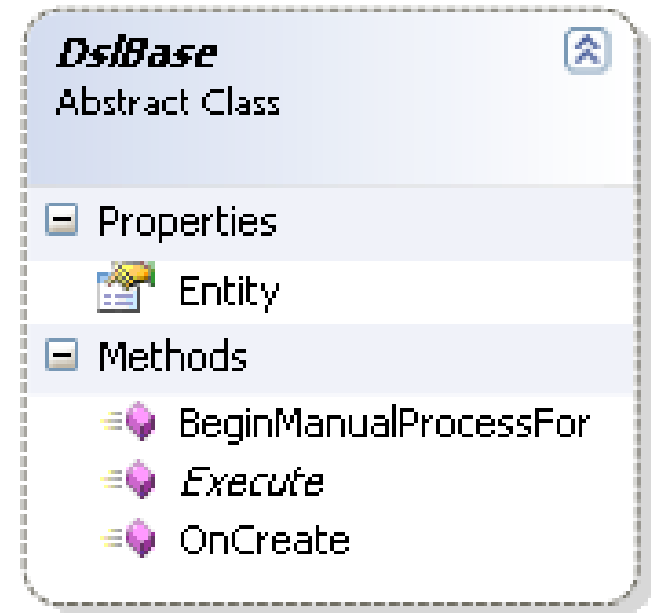 DslBase
Abstract Class
Properties
Entity
Methods
BeginManualProcessFor
Execute
OnCreate